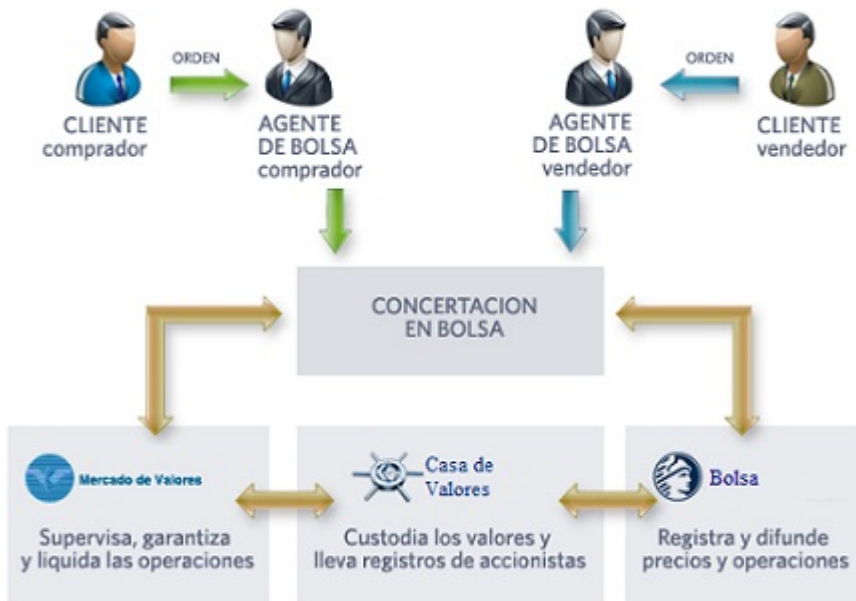 ORDEN
ORDEN
CLIENTE
comprador
AGENTE
DE BOLSA
comprador
AGENTE
DE BOLSA
vendedor
CLIENTE
vendedor
CONCERTACION
EN BOLSA
Mercado de Valores
Supervisa, garantiza
y liquida las operaciones
Casa de
Valores
Custodia los valores y
lleva registros de accionistas
Bolsa
Registra y difunde
precios y operaciones